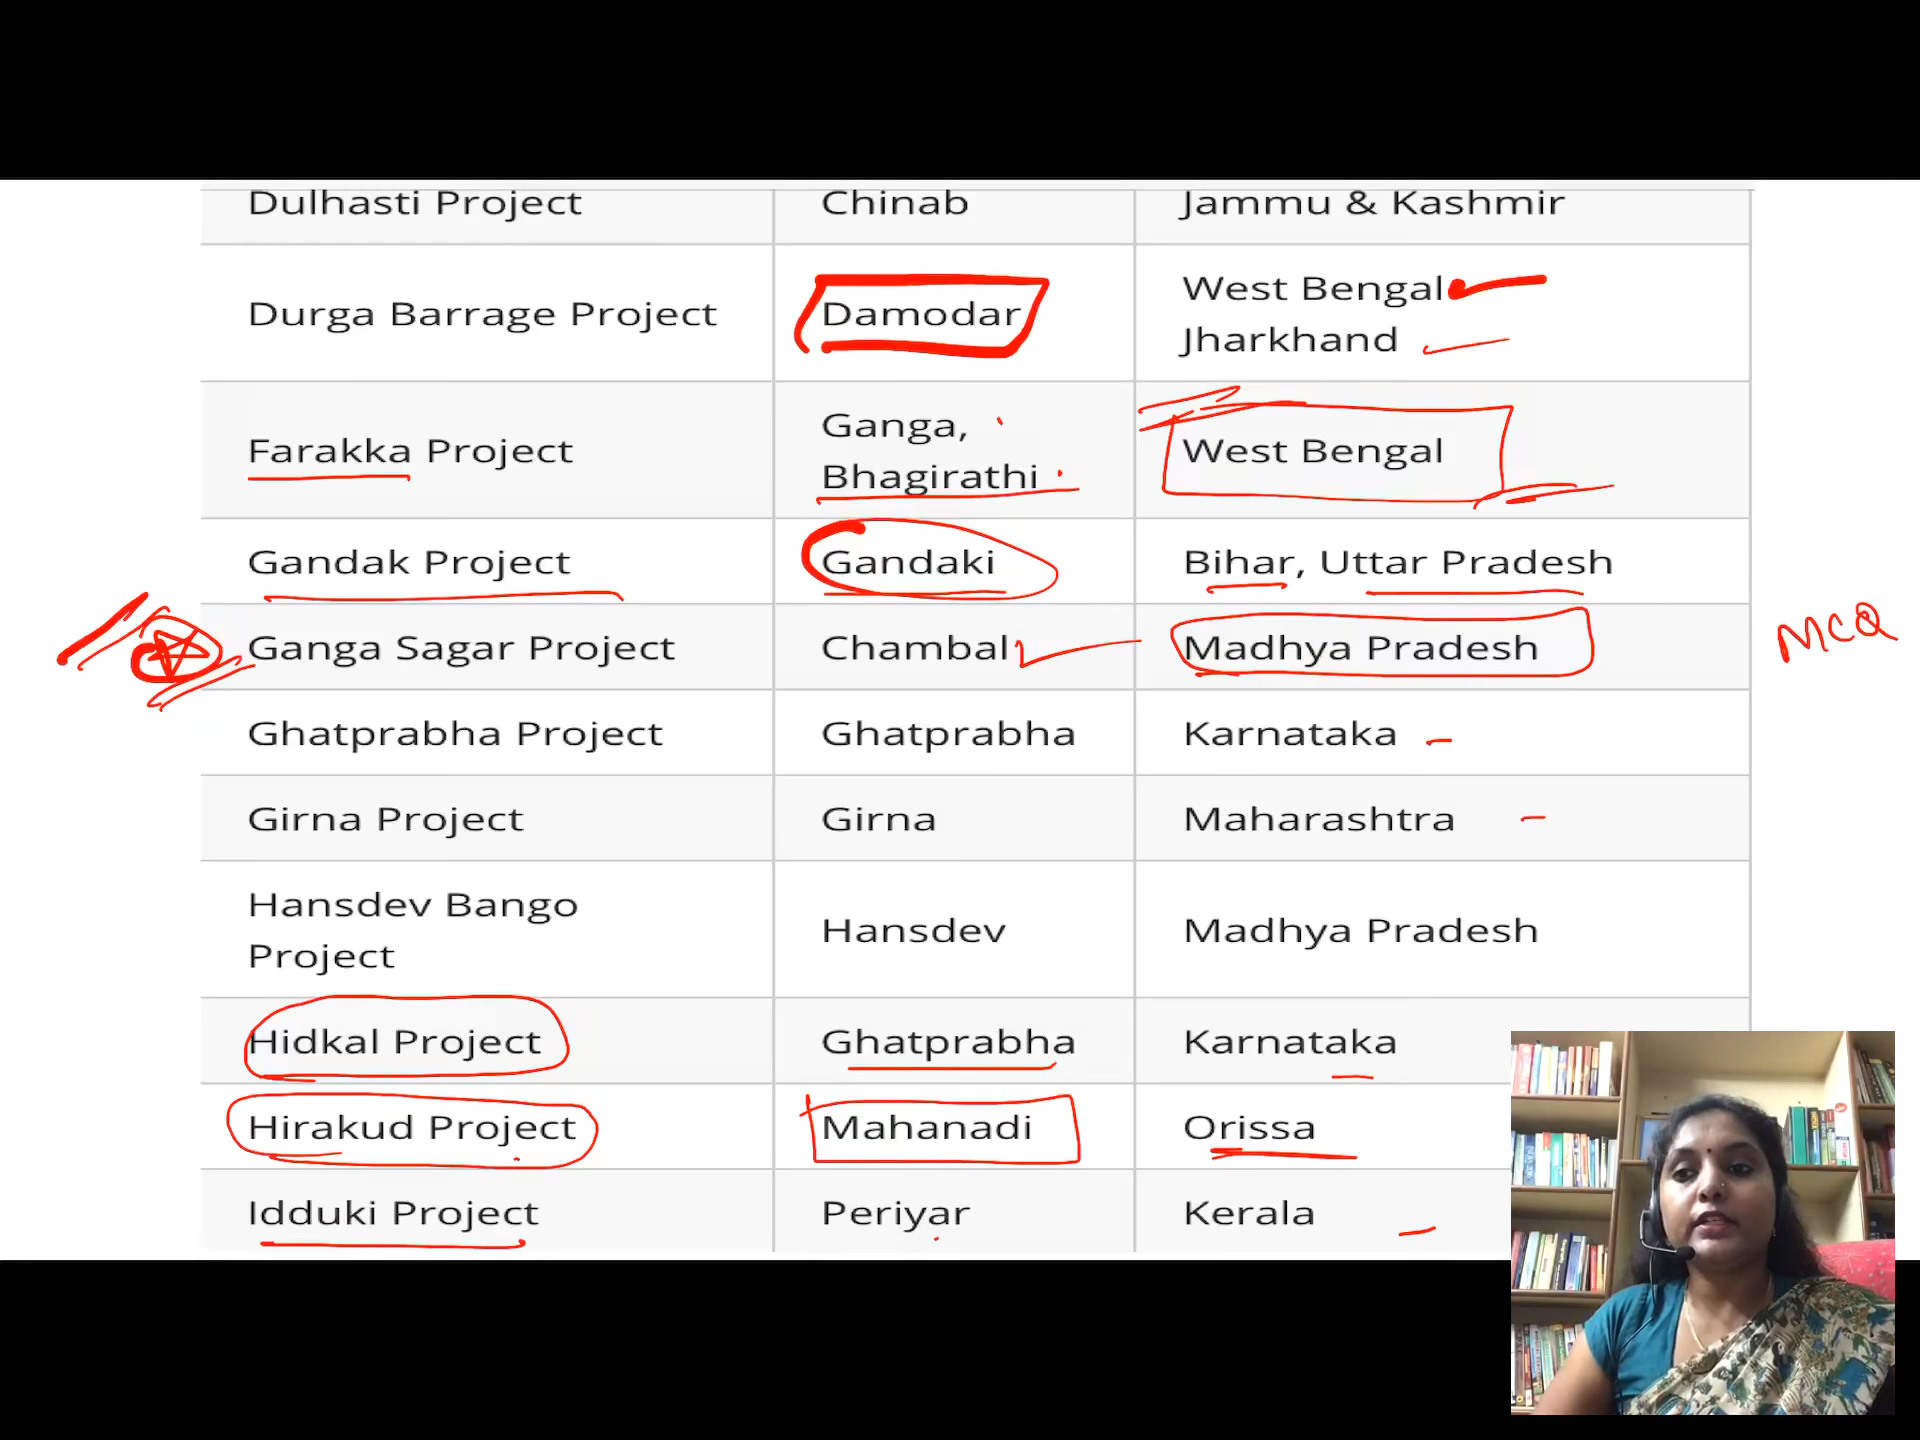 Dulhasti Project Chinab Jammu & Kashmir
Durga Barrage Project Damodar West Bengal
Jharkhand
Farakka Project Ganga,
Bhagirathi West Bengal
Gandak Project Gandaki Bihar, Uttar Pradesh
Ganga Sagar Project Chambal Madhya Pradesh MCQ
Ghatprabha Project Ghatprabha Karnataka
Girna Project Girna Maharashtra
Hansdev Bango
Project Hansdev Madhya Pradesh
Hidkal Project Ghatprabha Karnataka
Hirakud Project Mahanadi Orissa
Idduki Project Periyar Kerala